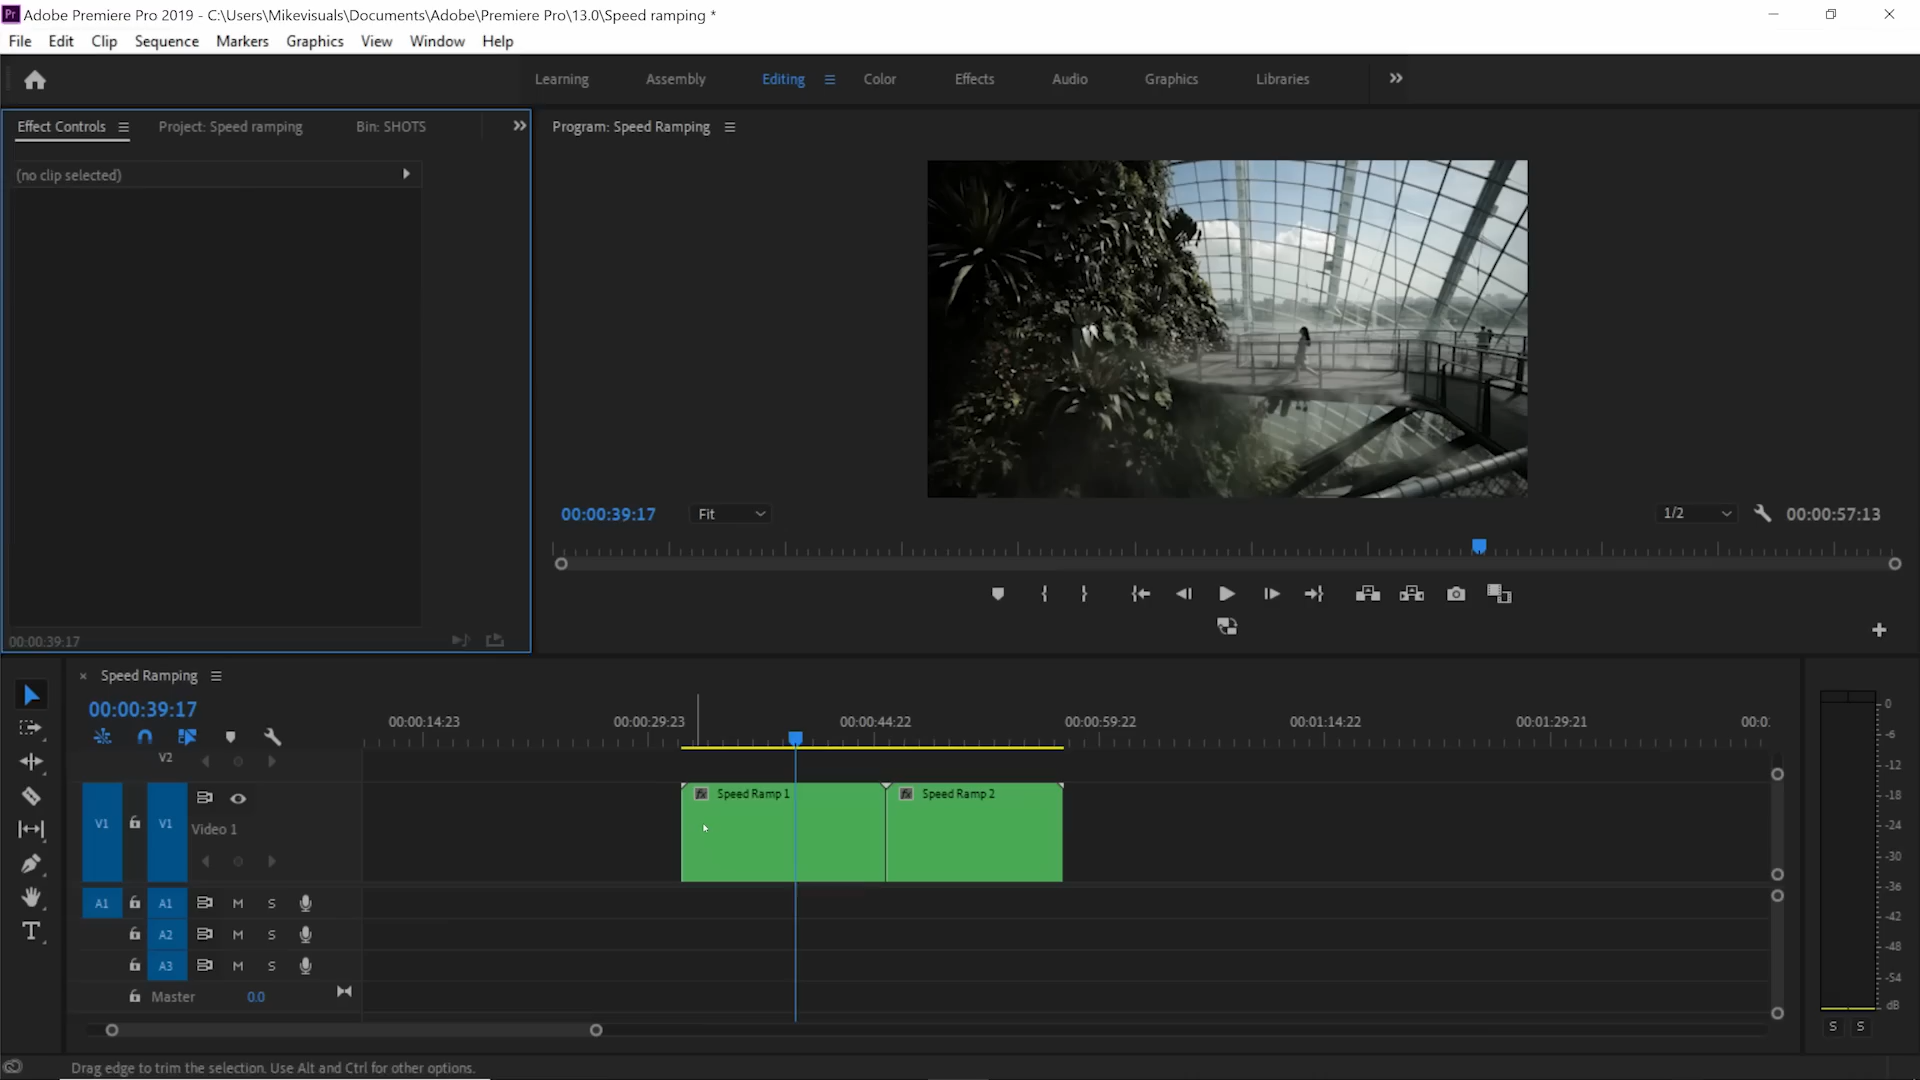 Adobe Premiere Pro 2019 - C:\Users\Mikevisuals\Documents\Adobe\Premiere Pro\13.0\Speed ramping *
File Edit Clip Sequence Markers Graphics View Window Help
Learning Assembly Editing Color Effects Audio Graphics Libraries
Effect Controls Project: Speed ramping Bin: SHOTS
Program: Speed Ramping
(no clip selected)
00:00:39:17 Fit 1/2 00:00:57:13
00:00:39:17
Speed Ramping
00:00:39:17
00:00:14:23 00:00:29:23 00:00:44:22 00:00:59:22 00:01:14:22 00:01:29:21 00:0
V2
V1 V1 Video 1
Speed Ramp 1 Speed Ramp 2
A1 A1 M S
A2 M S
A3 M S
Master 0.0
0
-6
-12
-18
-24
-30
-36
-42
-48
-54
dB
S S
Drag edge to trim the selection. Use Alt and Ctrl for other options.